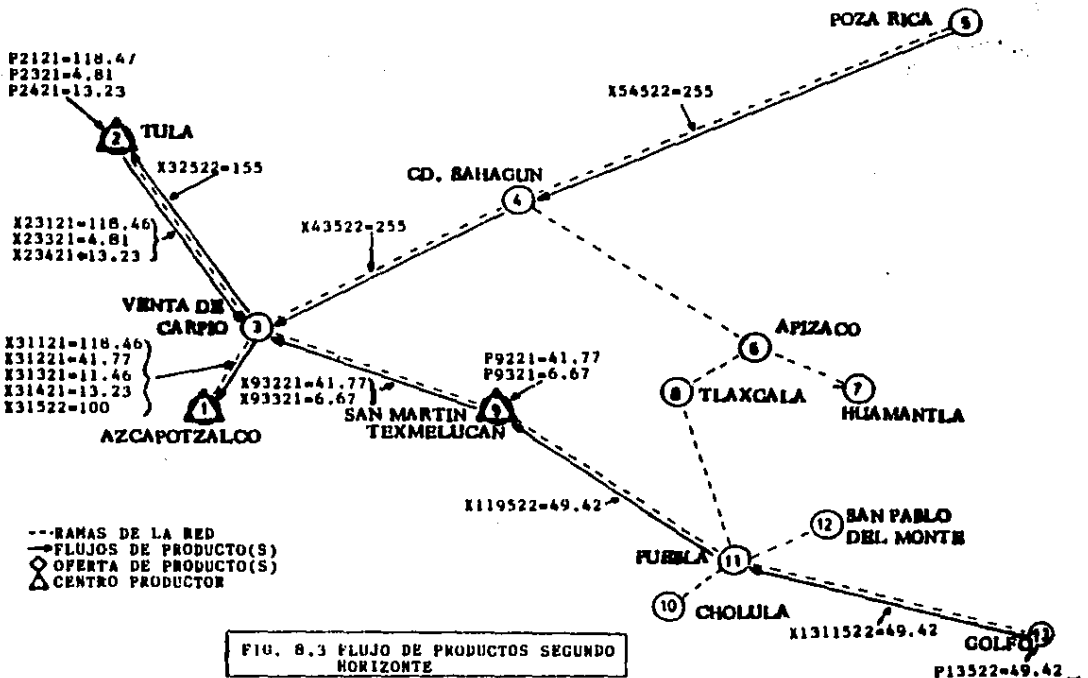 POZA RICA 5
P2121=118.47
P2321=4.81
P2421=13.23
2 TULA
X54522=255
X32522=155
CD. SAHAGUN
4
X23121=118.46
X23321=4.81
X23421=13.23
X43522=255
VENTA DE
CARPIO 3
APIZACO
6
X31121=118.46
X31221=41.77
X31321=11.46
X31421=13.23
X31522=100
P9221=41.77
P9321=6.67
X93221=41.77
X93321=6.67
8 TLAXCALA
7
HUAMANTLA
1
AZCAPOTZALCO
9
SAN MARTIN
TEXMELUCAN
X119522=49.42
12 SAN PABLO
DEL MONTE
---RAMAS DE LA RED
FLUJOS DE PRODUCTO(S)
OFERTA DE PRODUCTO(S)
CENTRO PRODUCTOR
PUEBLA 11
10 CHOLULA
X1311522=49.42
GOLFO 13
P13522=49.42
FIG. 8.3 FLUJO DE PRODUCTOS SEGUNDO
HORIZONTE